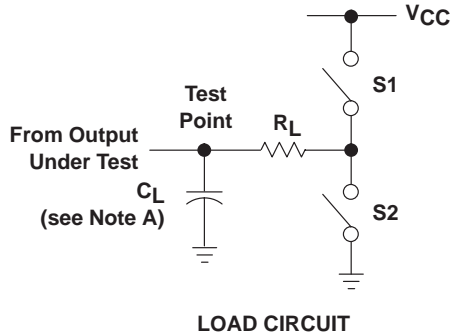 VCC
S1
Test
Point
RL
From Output
Under Test
CL
(see Note A)
S2
LOAD CIRCUIT